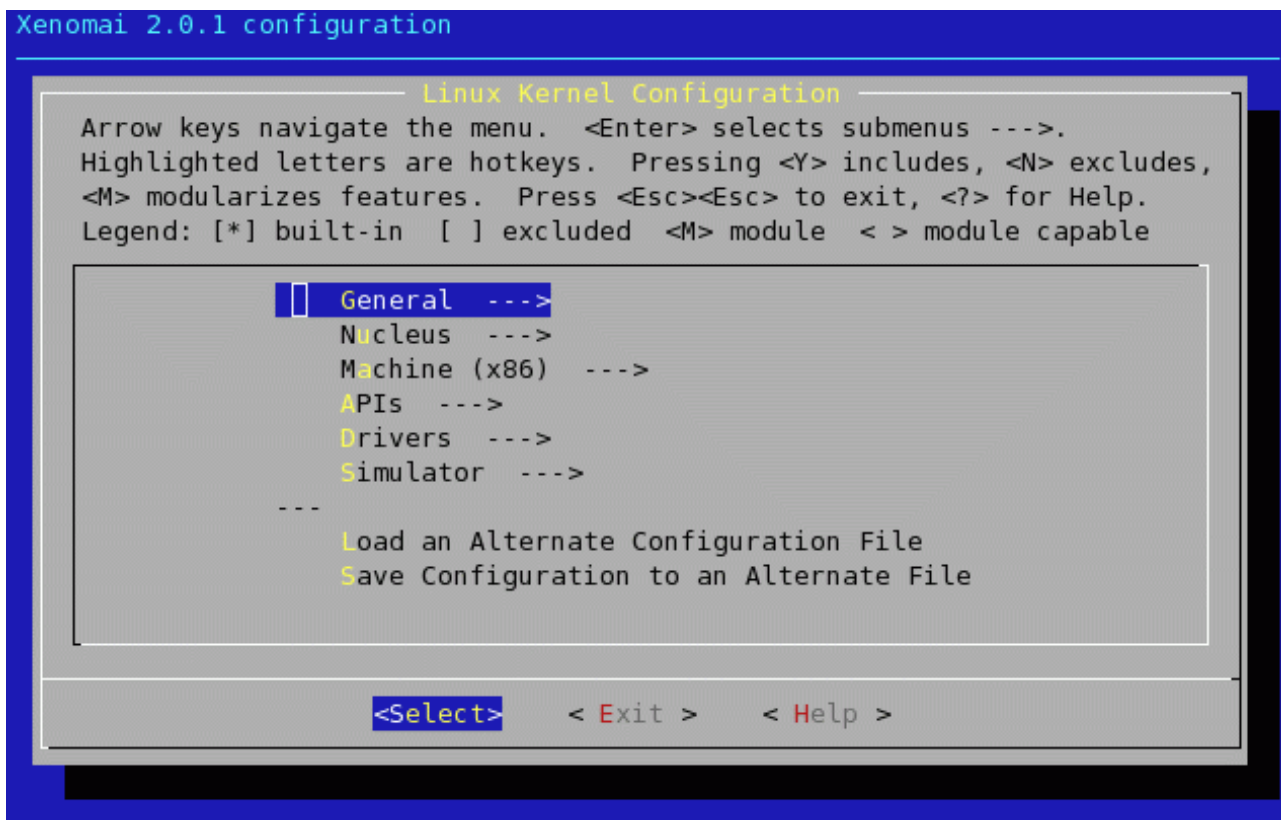 Xenomai 2.0.1 configuration
Linux Kernel Configuration
Arrow keys navigate the menu.  <Enter> selects submenus --->.
Highlighted letters are hotkeys.  Pressing <Y> includes, <N> excludes,
<M> modularizes features.  Press <Esc><Esc> to exit, <?> for Help.
Legend: [*] built-in  [ ] excluded  <M> module  < > module capable
General  --->
Nucleus  --->
Machine (x86)  --->
APIs  --->
Drivers  --->
Simulator  --->
---
Load an Alternate Configuration File
Save Configuration to an Alternate File
<Select>    < Exit >    < Help >